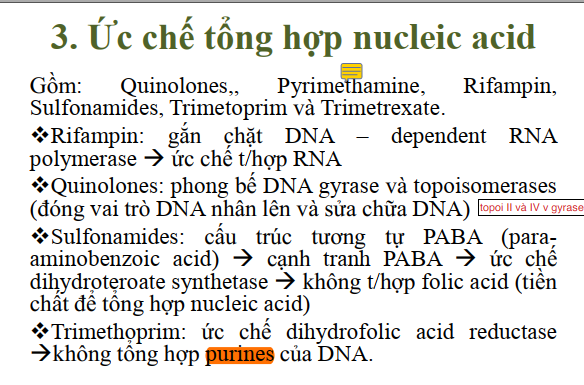 3. Ức chế tổng hợp nucleic acid
Gồm: Quinolones,, Pyrimethamine, Rifampin,
Sulfonamides, Trimetoprim và Trimetrexate.
❖Rifampin: gắn chặt DNA – dependent RNA
polymerase → ức chế t/hợp RNA
❖Quinolones: phong bế DNA gyrase và topoisomerases
(đóng vai trò DNA nhân lên và sửa chữa DNA) topoi II và IV v gyrase
❖Sulfonamides: cấu trúc tương tự PABA (para-
aminobenzoic acid) → cạnh tranh PABA → ức chế
dihydroteroate synthetase → không t/hợp folic acid (tiền
chất để tổng hợp nucleic acid)
❖Trimethoprim: ức chế dihydrofolic acid reductase
→không tổng hợp purines của DNA.